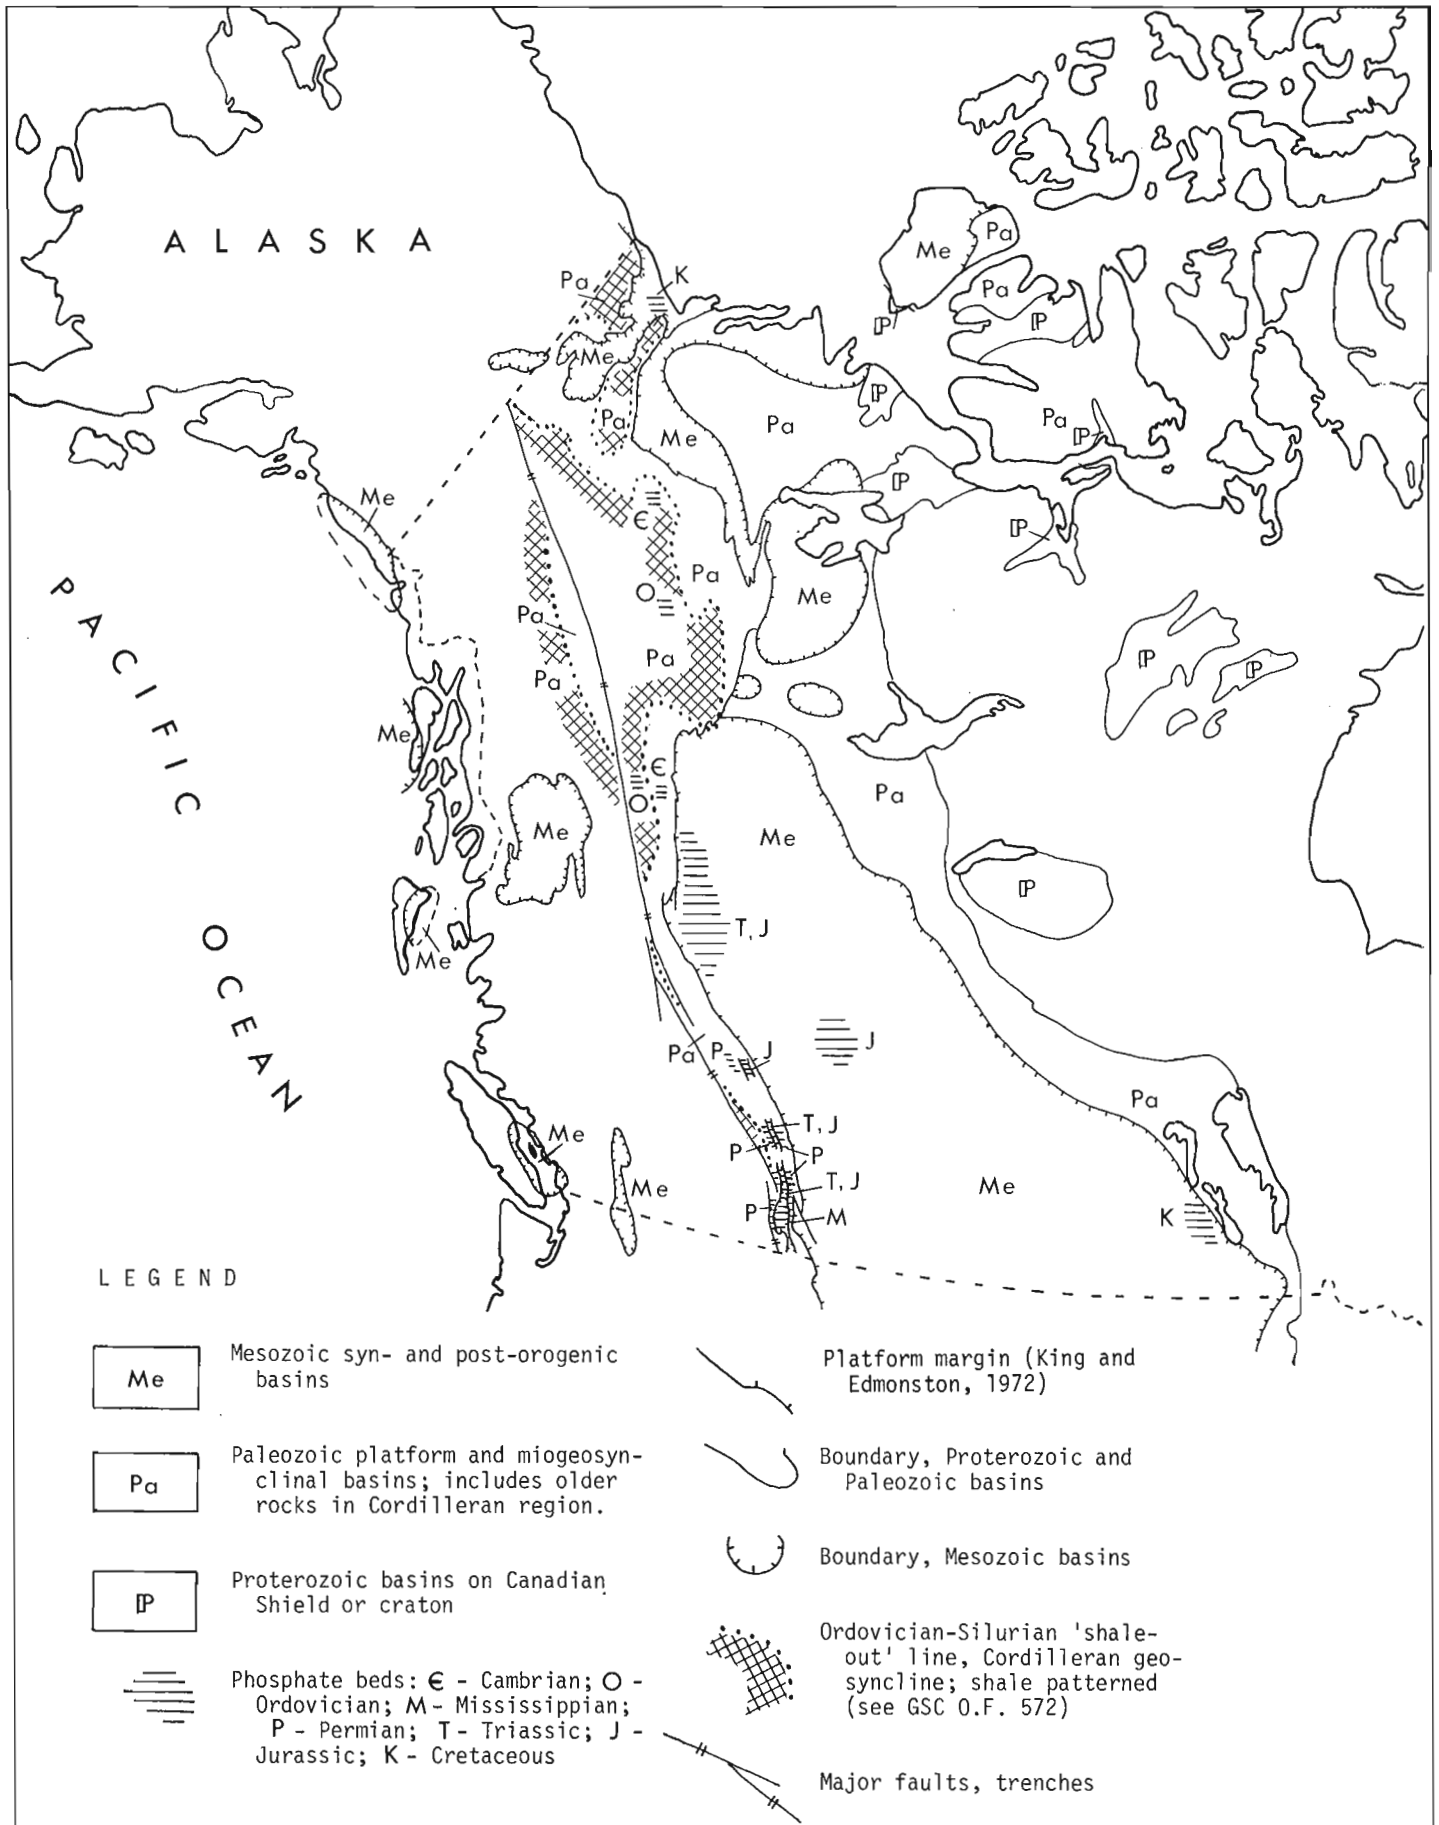 ALASKA
PACIFIC OCEAN
Pa
K
Me
Pa
Me
Pa
Pa
ℙ
ℙ
ℙ
Me
Pa
Pa
ℙ
Me
ℙ
Є
ℙ
Pa
O
Me
Pa
Pa
ℙ
ℙ
Pa
Me
Є
O
Pa
Me
Me
ℙ
T, J
Me
Pa
P
J
J
Pa
Me
T, J
P
P
Me
T, J
Me
P
M
K
LEGEND
Me
Mesozoic syn- and post-orogenic
basins
Pa
Paleozoic platform and miogeosyn-
clinal basins; includes older
rocks in Cordilleran region.
ℙ
Proterozoic basins on Canadian
Shield or craton
Phosphate beds: Є - Cambrian; O -
Ordovician; M - Mississippian;
P - Permian; T - Triassic; J -
Jurassic; K - Cretaceous
Platform margin (King and
Edmonston, 1972)
Boundary, Proterozoic and
Paleozoic basins
Boundary, Mesozoic basins
Ordovician-Silurian 'shale-
out' line, Cordilleran geo-
syncline; shale patterned
(see GSC O.F. 572)
Major faults, trenches